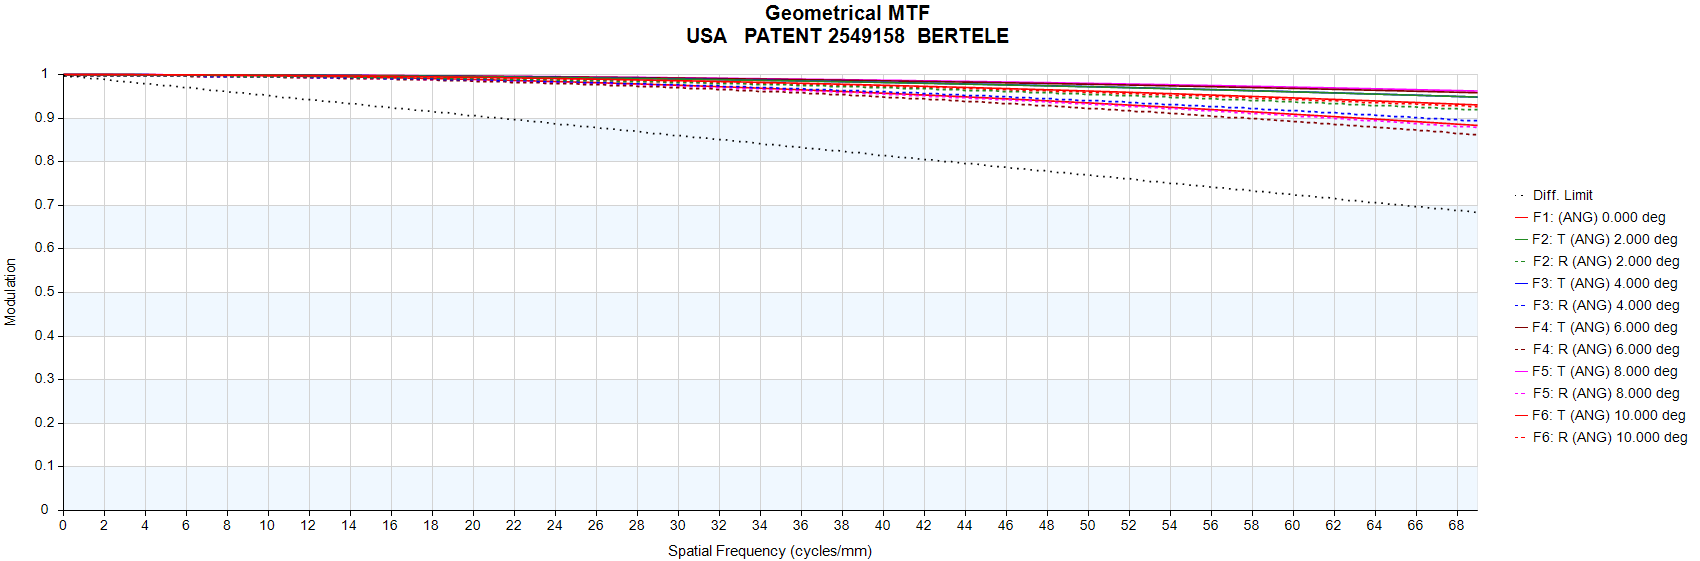 Geometrical MTF
USA   PATENT 2549158  BERTELE
1
0.9
0.8
0.7
0.6
0.5
0.4
0.3
0.2
0.1
0
Modulation
0 2 4 6 8 10 12 14 16 18 20 22 24 26 28 30 32 34 36 38 40 42 44 46 48 50 52 54 56 58 60 62 64 66 68
Spatial Frequency (cycles/mm)
Diff. Limit
F1: (ANG) 0.000 deg
F2: T (ANG) 2.000 deg
F2: R (ANG) 2.000 deg
F3: T (ANG) 4.000 deg
F3: R (ANG) 4.000 deg
F4: T (ANG) 6.000 deg
F4: R (ANG) 6.000 deg
F5: T (ANG) 8.000 deg
F5: R (ANG) 8.000 deg
F6: T (ANG) 10.000 deg
F6: R (ANG) 10.000 deg